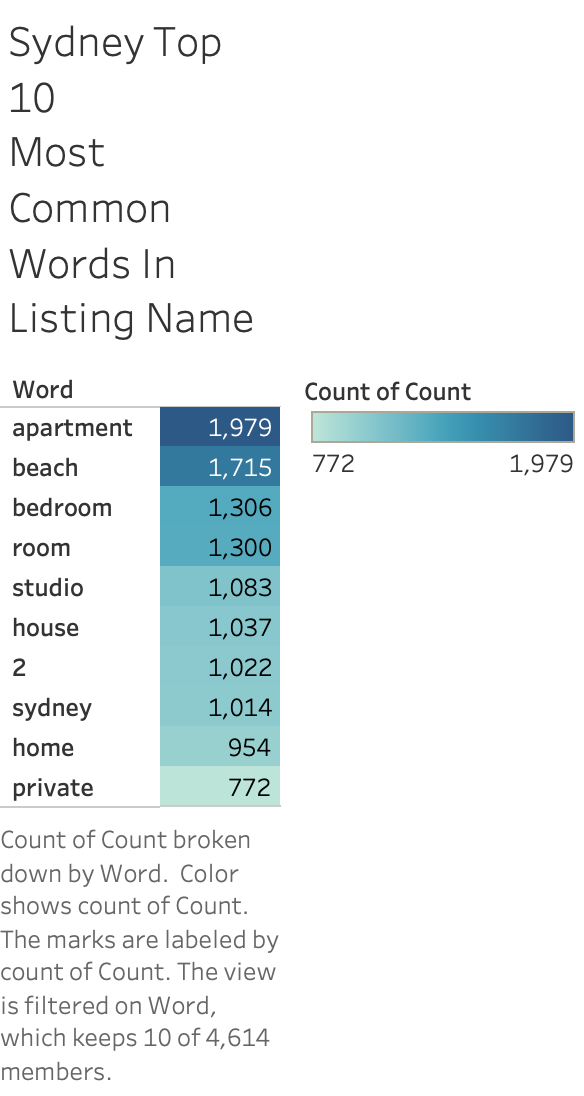 Sydney Top
10
Most
Common
Words In
Listing Name
Word
apartment 1,979
beach 1,715
bedroom 1,306
room 1,300
studio 1,083
house 1,037
2 1,022
sydney 1,014
home 954
private 772
Count of Count
772 1,979
Count of Count broken
down by Word.  Color
shows count of Count.
The marks are labeled by
count of Count. The view
is filtered on Word,
which keeps 10 of 4,614
members.